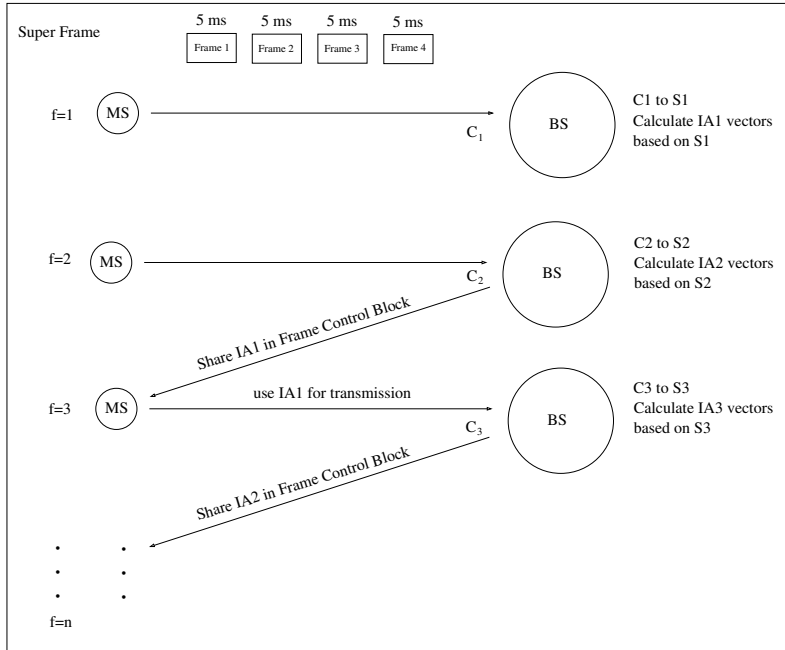 5 ms 5 ms 5 ms 5 ms
Super Frame
Frame 1 Frame 2 Frame 3 Frame 4
f=1 MS C1 BS
C1 to S1
Calculate IA1 vectors
based on S1
f=2 MS C2 BS
C2 to S2
Calculate IA2 vectors
based on S2
Share IA1 in Frame Control Block
f=3 MS use IA1 for transmission C3 BS
C3 to S3
Calculate IA3 vectors
based on S3
Share IA2 in Frame Control Block
f=n